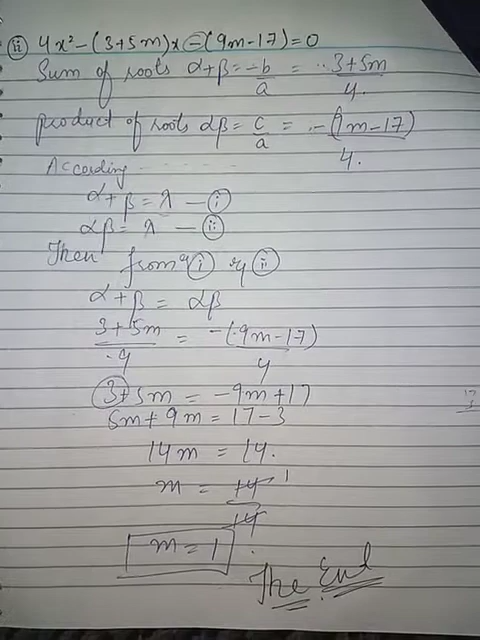 (ii) 4x² - (3+5m)x - (9m-17) = 0
Sum of roots α+β = -b/a = 3+5m/4.
product of roots αβ = c/a = -(9m-17)/4.
According - - - - - -
α+β = λ — (i)
αβ = λ — (ii)
Then from eq (i) & (ii)
α+β = αβ
3+5m/4 = -(9m-17)/4
3+5m = -9m+17
5m+9m = 17-3
14m = 14.
m = 14/14 1
m = 1
The End